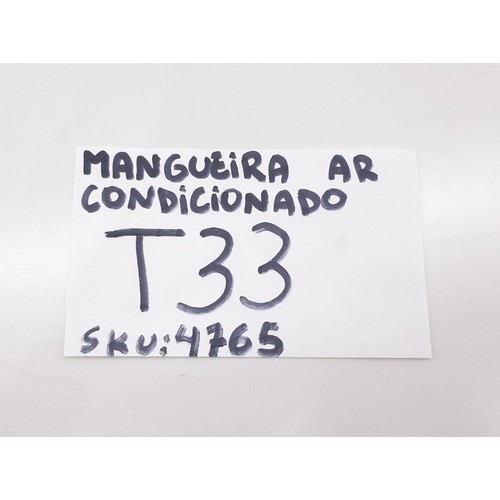 MANGUEiRA AR
CONDiCiONADO
T33
SKU:4765